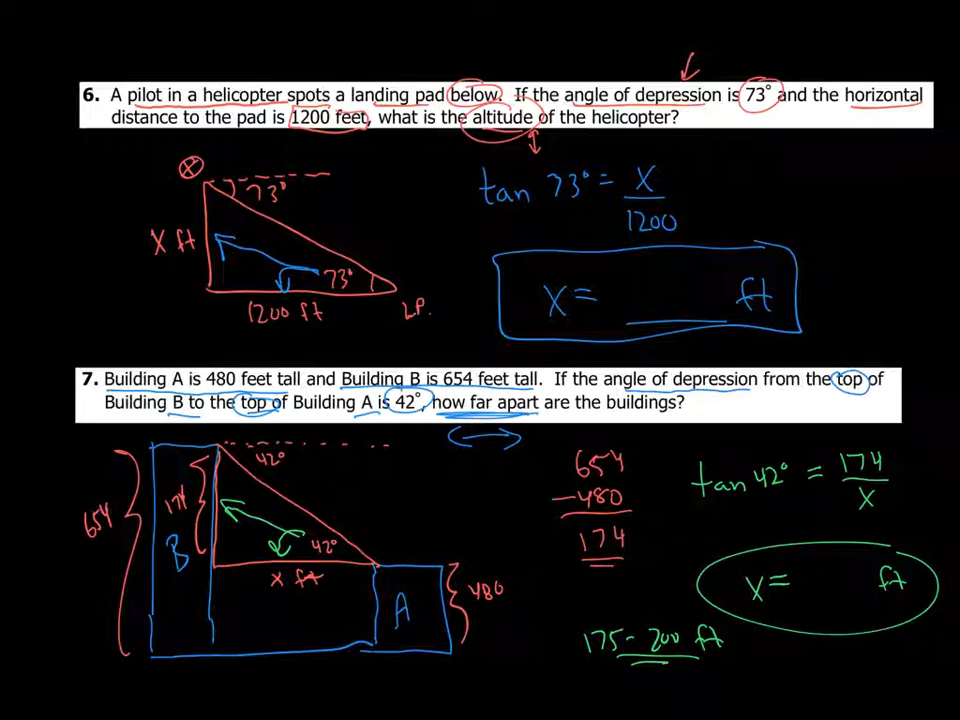 6. A pilot in a helicopter spots a landing pad below. If the angle of depression is 73° and the horizontal
distance to the pad is 1200 feet, what is the altitude of the helicopter?
73°
X ft
73°
1200 ft
L.P.
tan 73° = X
1200
X = ft
7. Building A is 480 feet tall and Building B is 654 feet tall. If the angle of depression from the top of
Building B to the top of Building A is 42°, how far apart are the buildings?
42°
654
174
B
42°
x ft
A
480
654
-480
174
tan 42° = 174
X
X = ft
175-200 ft